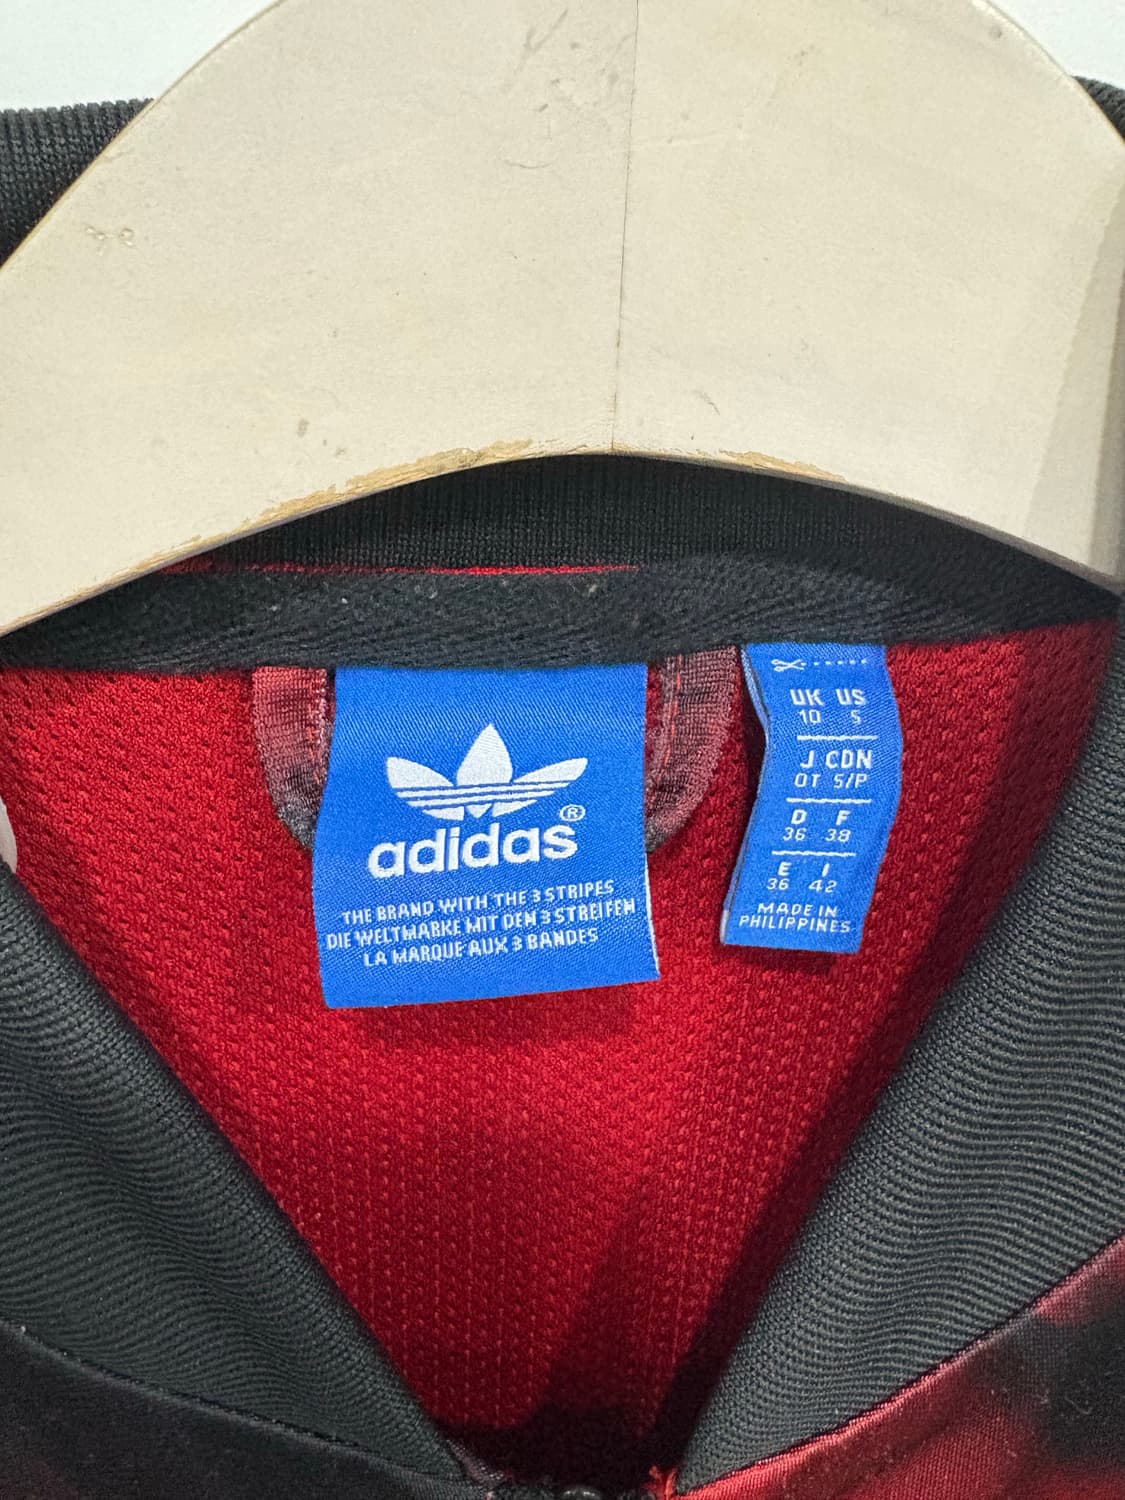 adidas®
THE BRAND WITH THE 3 STRIPES
DIE WELTMARKE MIT DEN 3 STREIFEN
LA MARQUE AUX 3 BANDES
UK US
10 S
J CDN
OT S/P
D F
36 38
E I
36 42
MADE IN
PHILIPPINES